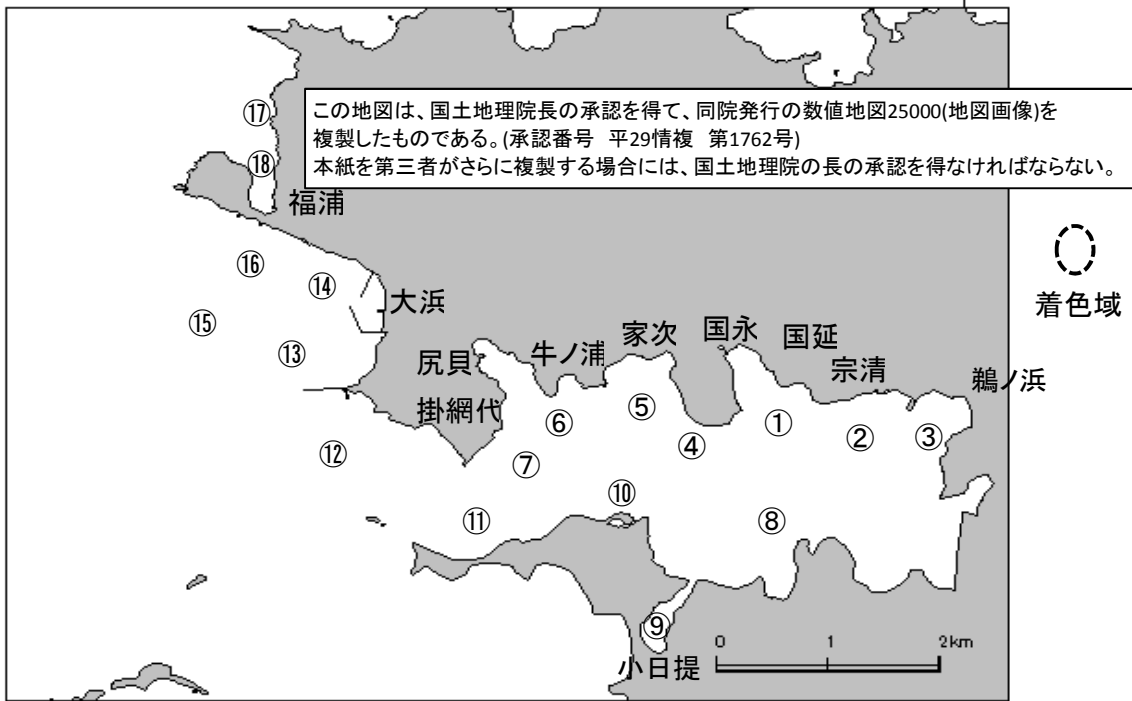 ⑰
この地図は、国土地理院長の承認を得て、同院発行の数値地図25000(地図画像)を
複製したものである。(承認番号 平29情複 第1762号)
本紙を第三者がさらに複製する場合には、国土地理院の長の承認を得なければならない。
⑱
福浦
着色域
⑯
⑭
大浜
⑮
⑬
尻貝
牛ノ浦
家次
国永
国延
宗清
鵜ノ浜
掛網代
⑥
⑤
④
①
②
③
⑫
⑦
⑩
⑪
⑧
⑨
小日提
0 1 2km